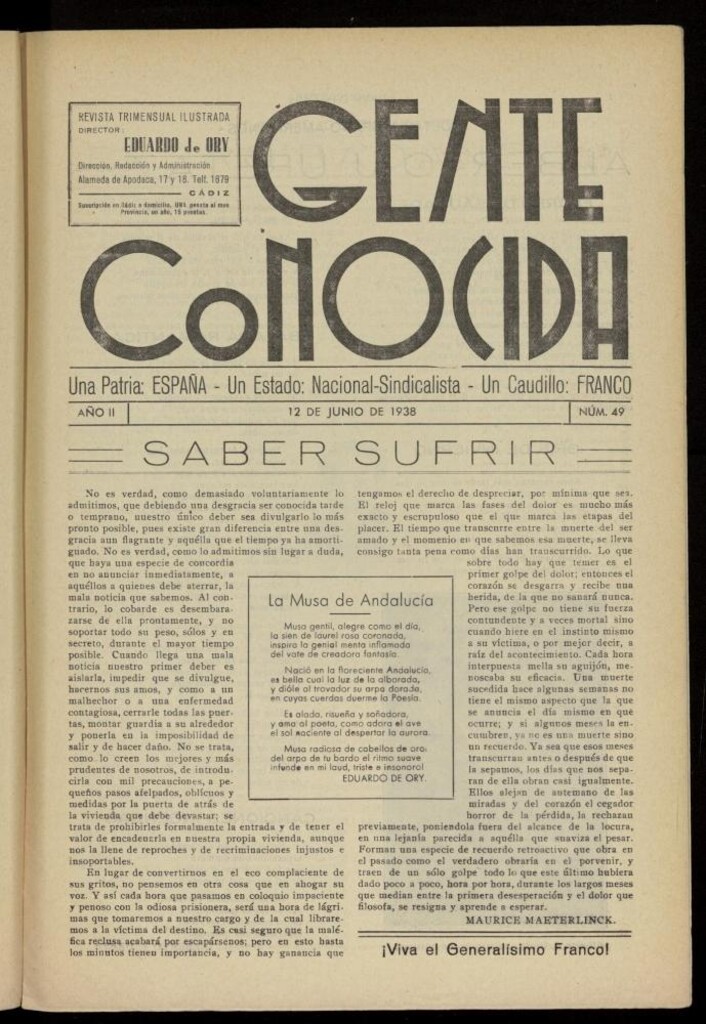 REVISTA TRIMENSUAL ILUSTRADA
DIRECTOR:
EDUARDO de ORY
Dirección, Redacción y Administración
Alameda de Apodaca, 17 y 18. Telf. 1879
CÁDIZ
Suscripción en Cádiz a domicilio, UNA peseta al mes
Provincia, un año, 15 pesetas.
GENTE
CONOCIDA
Una Patria: ESPAÑA - Un Estado: Nacional-Sindicalista - Un Caudillo: FRANCO
AÑO II
12 DE JUNIO DE 1938
NÚM. 49
SABER SUFRIR
No es verdad, como demasiado voluntariamente lo
admitimos, que debiendo una desgracia ser conocida tarde
o temprano, nuestro único deber sea divulgarlo lo más
pronto posible, pues existe gran diferencia entre una des-
gracia aun flagrante y aquélla que el tiempo ya ha amorti-
guado. No es verdad, como lo admitimos sin lugar a duda,
que haya una especie de concordia
en no anunciar inmediatamente, a
aquéllos a quienes debe aterrar, la
mala noticia que sabemos. Al con-
trario, lo cobarde es desembara-
zarse de ella prontamente, y no
soportar todo su peso, sólos y en
secreto, durante el mayor tiempo
posible. Cuando llega una mala
noticia nuestro primer deber es
aislarla, impedir que se divulgue,
hacernos sus amos, y como a un
malhechor o a una enfermedad
contagiosa, cerrarle todas las puer-
tas, montar guardia a su alrededor
y ponerla en la imposibilidad de
salir y de hacer daño. No se trata,
como lo creen los mejores y más
prudentes de nosotros, de introdu-
cirla con mil precauciones, a pe-
queños pasos afelpados, oblicuos y
medidas por la puerta de atrás de
la vivienda que debe devastar; se
trata de prohibirles formalmente la entrada y de tener el
valor de encadenerla en nuestra propia vivienda, aunque
nos la llene de reproches y de recriminaciones injustos e
insoportables.
En lugar de convertirnos en el eco complaciente de
sus gritos, no pensemos en otra cosa que en ahogar su
voz. Y así cada hora que pasamos en coloquio impaciente
y penoso con la odiosa prisionera, será una hora de lágri-
mas que tomaremos a nuestro cargo y de la cual librare-
mos a la víctima del destino. Es casi seguro que la malé-
fica reclusa acabará por escapársenos; pero en esto hasta
los minutos tienen importancia, y no hay ganancia que
La Musa de Andalucía
Musa gentil, alegre como el día,
la sien de laurel rosa coronada,
inspira la genial menta inflamada
del vate de creadora fantasía.
Nació en la floreciente Andalucía,
es bella cual la luz de la alborada,
y dióle al trovador su arpa dorada,
en cuyas cuerdas duerme la Poesía.
Es alada, risueña y soñadora,
y ama al poeta, como adora el ave
el sol naciente al despertar la aurora.
Musa radiosa de cabellos de oro:
del arpa de tu bardo el ritmo suave
infunde en mi laud, triste e insonoro!
EDUARDO DE ORY.
tengamos el derecho de despreciar, por mínima que sea.
El reloj que marca las fases del dolor es mucho más
exacto y escrupuloso que el que marca las etapas del
placer. El tiempo que transcurre entre la muerte del ser
amado y el momenio en que sabemos esa muerte, se lleva
consigo tanta pena como días han transcurrido. Lo que
sobre todo hay que temer es el
primer golpe del dolor; entonces el
corazón se desgarra y recibe una
herida, de la que no sanará nunca.
Pero ese golpe no tiene su fuerza
contundente y a veces mortal sino
cuando hiere en el instinto mismo
a su víctima, o por mejor decir, a
raíz del acontecimiento. Cada hora
interpuesta mella su aguijón, me-
noscaba su eficacia. Una muerte
sucedida hace algunas semanas no
tiene el mismo aspecto que la que
se anuncia el día mismo en que
ocurre; y si algunos meses la en-
cumbren, ya no es una muerte sino
un recuerdo. Ya sea que esos meses
transcurran antes o después de que
la sepamos, los días que nos sepa-
ran de ella obran casi igualmente.
Ellos alejan de antemano de las
miradas y del corazón el cegador
horror de la pérdida, la rechazan
previamente, poniendola fuera del alcance de la locura,
en una lejanía parecida a aquélla que suaviza el pesar.
Forman una especie de recuerdo retroactivo que obra en
el pasado como el verdadero obraría en el porvenir, y
traen de un sólo golpe todo lo que este último hubiera
dado poco a poco, hora por hora, durante los largos meses
que median entre la primera desesperación y el dolor que
filosofa, se resigna y aprende a esperar.
MAURICE MAETERLINCK.
¡Viva el Generalísimo Franco!